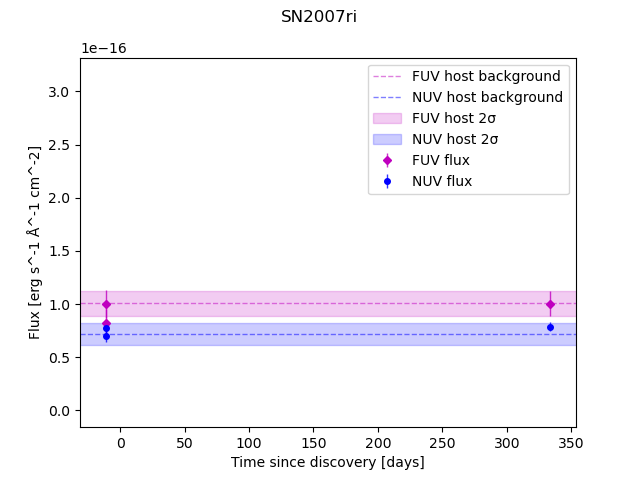 SN2007ri
1e−16
FUV host background
NUV host background
FUV host 2σ
NUV host 2σ
FUV flux
NUV flux
3.0
2.5
2.0
1.5
1.0
0.5
0.0
Flux [erg s^-1 Å^-1 cm^-2]
0 50 100 150 200 250 300 350
Time since discovery [days]